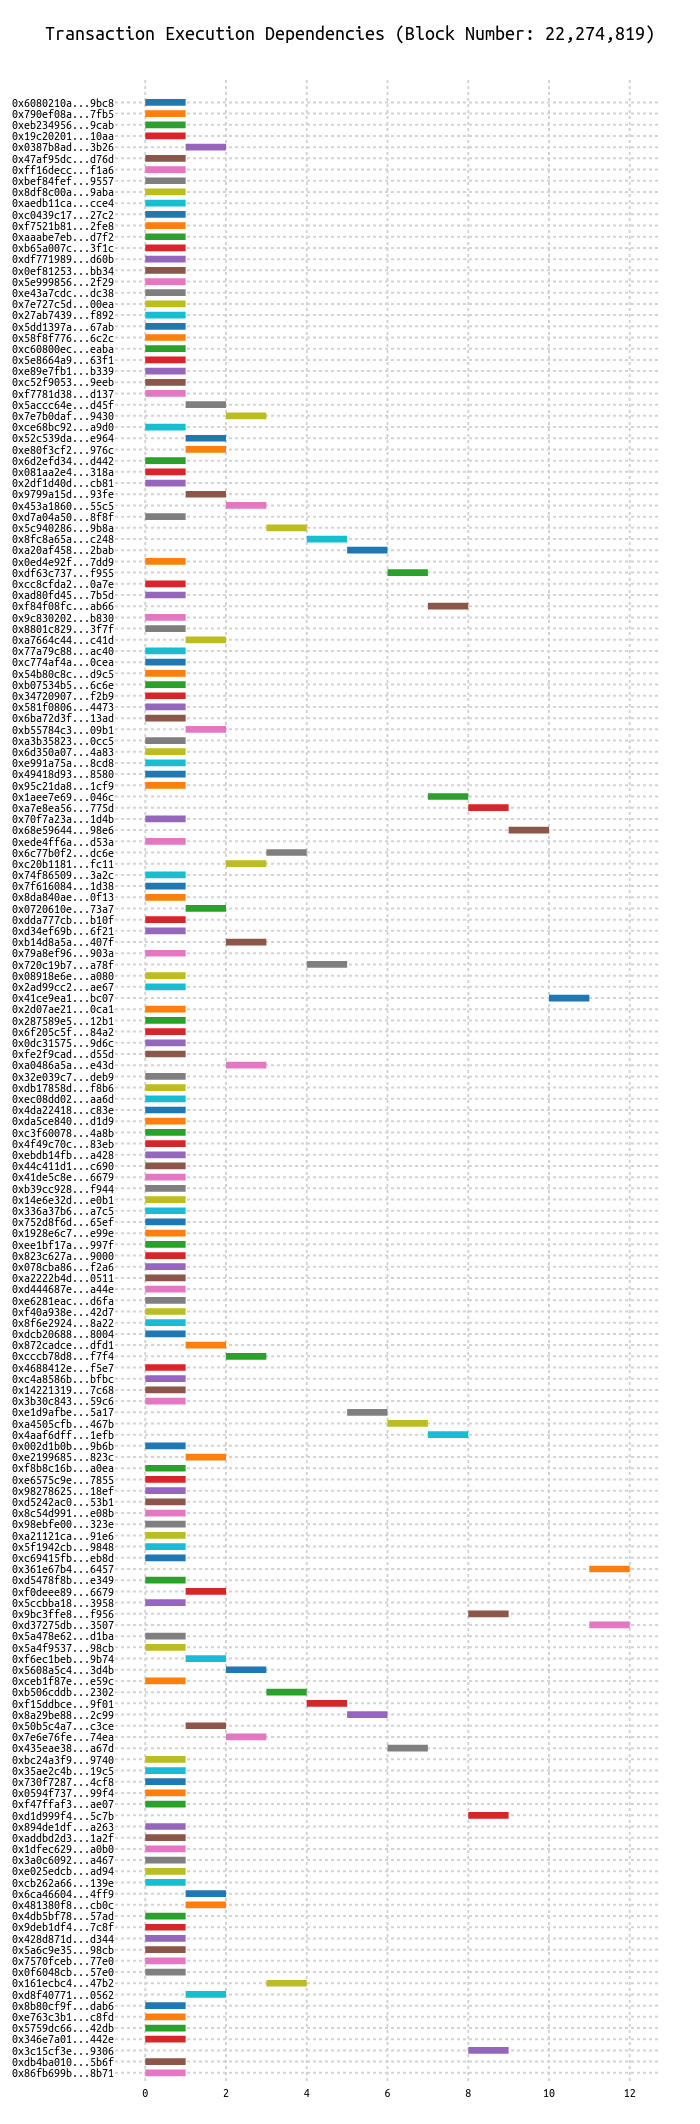 Transaction Execution Dependencies (Block Number: 22,274,819)
0x6080210a...9bc8
0x790ef08a...7fb5
0xeb234956...9cab
0x19c20201...10aa
0x0387b8ad...3b26
0x47af95dc...d76d
0xff16decc...f1a6
0xbef84fef...9557
0x8df8c00a...9aba
0xaedb11ca...cce4
0xc0439c17...27c2
0xf7521b81...2fe8
0xaaabe7eb...d7f2
0xb65a007c...3f1c
0xdf771989...d60b
0x0ef81253...bb34
0x5e999856...2f29
0xe43a7cdc...dc38
0x7e727c5d...00ea
0x27ab7439...f892
0x5dd1397a...67ab
0x58f8f776...6c2c
0xc60800ec...eaba
0x5e8664a9...63f1
0xe89e7fb1...b339
0xc52f9053...9eeb
0xf7781d38...d137
0x5accc64e...d45f
0x7e7b0daf...9430
0xce68bc92...a9d0
0x52c539da...e964
0xe80f3cf2...976c
0x6d2efd34...d442
0x081aa2e4...318a
0x2df1d40d...cb81
0x9799a15d...93fe
0x453a1860...55c5
0xd7a04a50...8f8f
0x5c940286...9b8a
0x8fc8a65a...c248
0xa20af458...2bab
0x0ed4e92f...7dd9
0xdf63c737...f955
0xcc8cfda2...0a7e
0xad80fd45...7b5d
0xf84f08fc...ab66
0x9c830202...b830
0x8801c829...3f7f
0xa7664c44...c41d
0x77a79c88...ac40
0xc774af4a...0cea
0x54b80c8c...d9c5
0xb07534b5...6c6e
0x34720907...f2b9
0x581f0806...4473
0x6ba72d3f...13ad
0xb55784c3...09b1
0xa3b35823...0cc5
0x6d350a07...4a83
0xe991a75a...8cd8
0x49418d93...8580
0x95c21da8...1cf9
0x1aee7e69...046c
0xa7e8ea56...775d
0x70f7a23a...1d4b
0x68e59644...98e6
0xede4ff6a...d53a
0x6c77b0f2...dc6e
0xc20b1181...fc11
0x74f86509...3a2c
0x7f616084...1d38
0x8da840ae...0f13
0x0720610e...73a7
0xdda777cb...b10f
0xd34ef69b...6f21
0xb14d8a5a...407f
0x79a8ef96...903a
0x720c19b7...a78f
0x08918e6e...a080
0x2ad99cc2...ae67
0x41ce9ea1...bc07
0x2d07ae21...0ca1
0x287589e5...12b1
0x6f205c5f...84a2
0x0dc31575...9d6c
0xfe2f9cad...d55d
0xa0486a5a...e43d
0x32e039c7...deb9
0xdb17858d...f8b6
0xec08dd02...aa6d
0x4da22418...c83e
0xda5ce840...d1d9
0xc3f60078...4a8b
0x4f49c70c...83eb
0xebdb14fb...a428
0x44c411d1...c690
0x41de5c8e...6679
0xb39cc928...f944
0x14e6e32d...e0b1
0x336a37b6...a7c5
0x752d8f6d...65ef
0x1928e6c7...e99e
0xee1bf17a...997f
0x823c627a...9000
0x078cba86...f2a6
0xa2222b4d...0511
0xd444687e...a44e
0xe6281eac...d6fa
0xf40a938e...42d7
0x8f6e2924...8a22
0xdcb20688...8004
0x872cadce...dfd1
0xcccb78d8...f7f4
0x4688412e...f5e7
0xc4a8586b...bfbc
0x14221319...7c68
0x3b30c843...59c6
0xe1d9afbe...5a17
0xa4505cfb...467b
0x4aaf6dff...1efb
0x002d1b0b...9b6b
0xe2199685...823c
0xf8b8c16b...a0ea
0xe6575c9e...7855
0x98278625...18ef
0xd5242ac0...53b1
0x8c54d991...e08b
0x98ebfe00...323e
0xa21121ca...91e6
0x5f1942cb...9848
0xc69415fb...eb8d
0x361e67b4...6457
0xd5478f8b...e349
0xf0deee89...6679
0x5ccbba18...3958
0x9bc3ffe8...f956
0xd37275db...3507
0x5a478e62...d1ba
0x5a4f9537...98cb
0xf6ec1beb...9b74
0x5608a5c4...3d4b
0xceb1f87e...e59c
0xb506cddb...2302
0xf15ddbce...9f01
0x8a29be88...2c99
0x50b5c4a7...c3ce
0x7e6e76fe...74ea
0x435eae38...a67d
0xbc24a3f9...9740
0x35ae2c4b...19c5
0x730f7287...4cf8
0x0594f737...99f4
0xf47ffaf3...ae07
0xd1d999f4...5c7b
0x894de1df...a263
0xaddbd2d3...1a2f
0x1dfec629...a0b0
0x3a0c6092...a467
0xe025edcb...ad94
0xcb262a66...139e
0x6ca46604...4ff9
0x481380f8...cb0c
0x4db5bf78...57ad
0x9deb1df4...7c8f
0x428d871d...d344
0x5a6c9e35...98cb
0x7570fceb...77e0
0x0f6048cb...57e0
0x161ecbc4...47b2
0xd8f40771...0562
0x8b80cf9f...dab6
0xe763c3b1...c8fd
0x5759dc66...42db
0x346e7a01...442e
0x3c15cf3e...9306
0xdb4ba010...5b6f
0x86fb699b...8b71
0 2 4 6 8 10 12